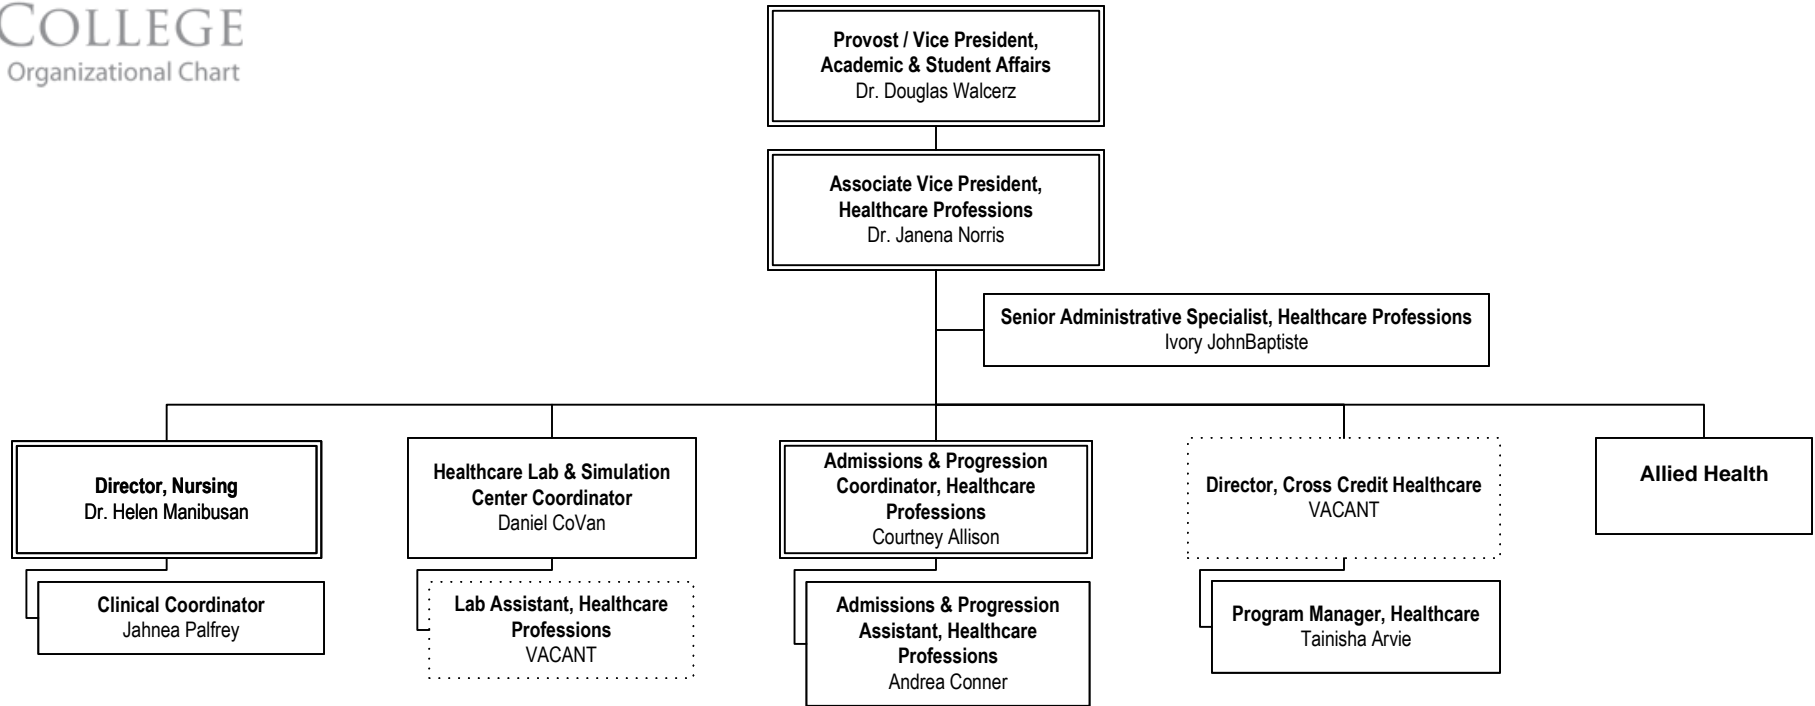 COLLEGE
Organizational Chart
Provost / Vice President,
Academic & Student Affairs
Dr. Douglas Walcerz
Associate Vice President,
Healthcare Professions
Dr. Janena Norris
Senior Administrative Specialist, Healthcare Professions
Ivory JohnBaptiste
Director, Nursing
Dr. Helen Manibusan
Healthcare Lab & Simulation
Center Coordinator
Daniel CoVan
Admissions & Progression
Coordinator, Healthcare
Professions
Courtney Allison
Director, Cross Credit Healthcare
VACANT
Allied Health
Clinical Coordinator
Jahnea Palfrey
Lab Assistant, Healthcare
Professions
VACANT
Admissions & Progression
Assistant, Healthcare
Professions
Andrea Conner
Program Manager, Healthcare
Tainisha Arvie